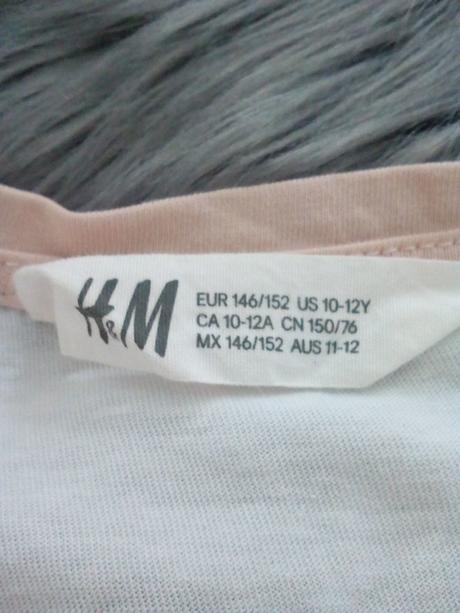 H&M
EUR 146/152 US 10-12Y
CA 10-12A CN 150/76
MX 146/152 AUS 11-12